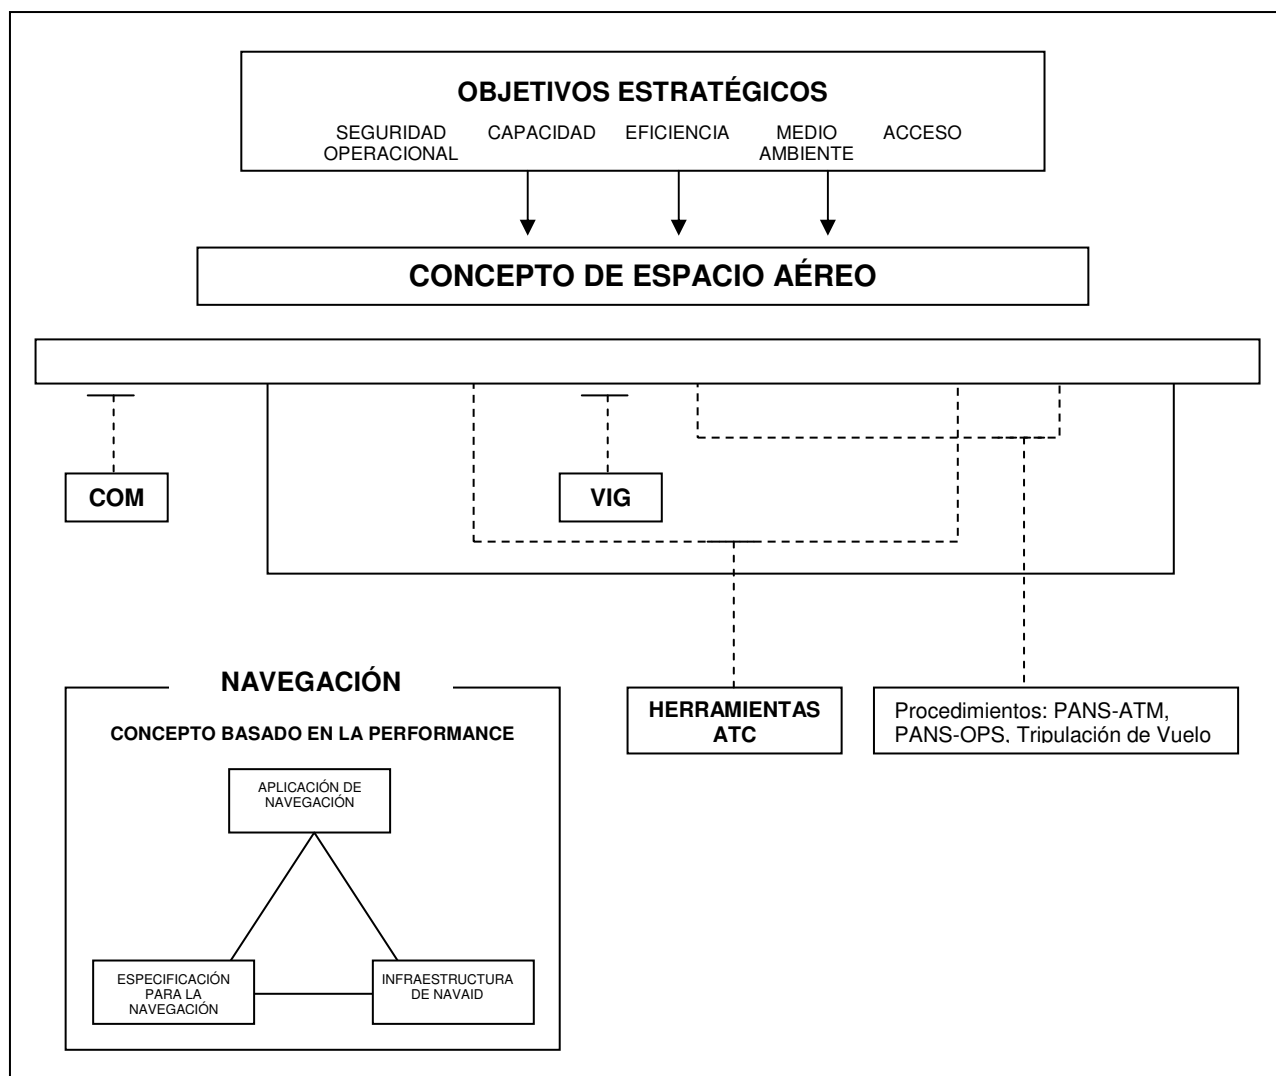 OBJETIVOS ESTRATÉGICOS
SEGURIDAD OPERACIONAL
CAPACIDAD
EFICIENCIA
MEDIO AMBIENTE
ACCESO
CONCEPTO DE ESPACIO AÉREO
COM
VIG
NAVEGACIÓN
CONCEPTO BASADO EN LA PERFORMANCE
APLICACIÓN DE
NAVEGACIÓN
ESPECIFICACIÓN
PARA LA
NAVEGACIÓN
INFRAESTRUCTURA
DE NAVAID
HERRAMIENTAS
ATC
Procedimientos: PANS-ATM,
PANS-OPS, Tripulación de Vuelo